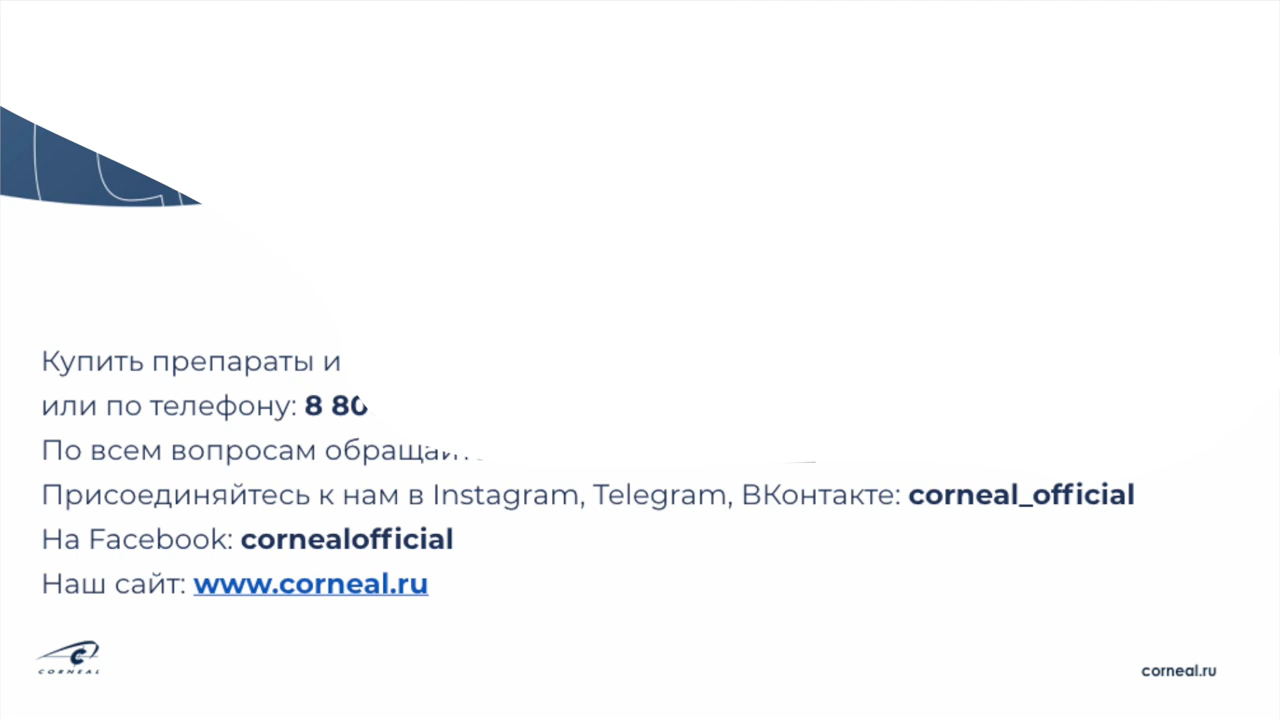 Купить препараты и
или по телефону: 8 80
По всем вопросам
Присоединяйтесь к нам в Instagram, Telegram, ВКонтакте: corneal_official
На Facebook: cornealofficial
Наш сайт: www.corneal.ru
CORNEAL
corneal.ru